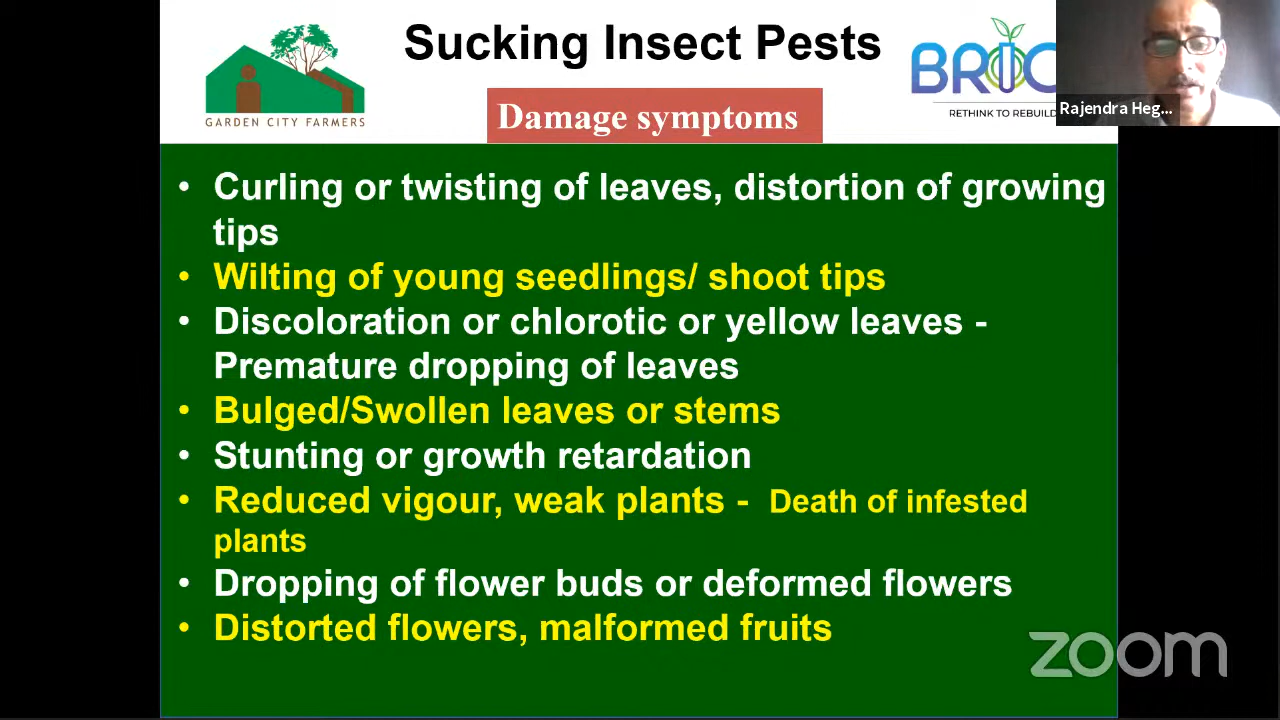 Sucking Insect Pests
GARDEN CITY FARMERS
RETHINK TO REBUILD
Rajendra Heg...
Damage symptoms
• Curling or twisting of leaves, distortion of growing
tips
• Wilting of young seedlings/ shoot tips
• Discoloration or chlorotic or yellow leaves -
Premature dropping of leaves
• Bulged/Swollen leaves or stems
• Stunting or growth retardation
• Reduced vigour, weak plants - Death of infested
plants
• Dropping of flower buds or deformed flowers
• Distorted flowers, malformed fruits
zoom